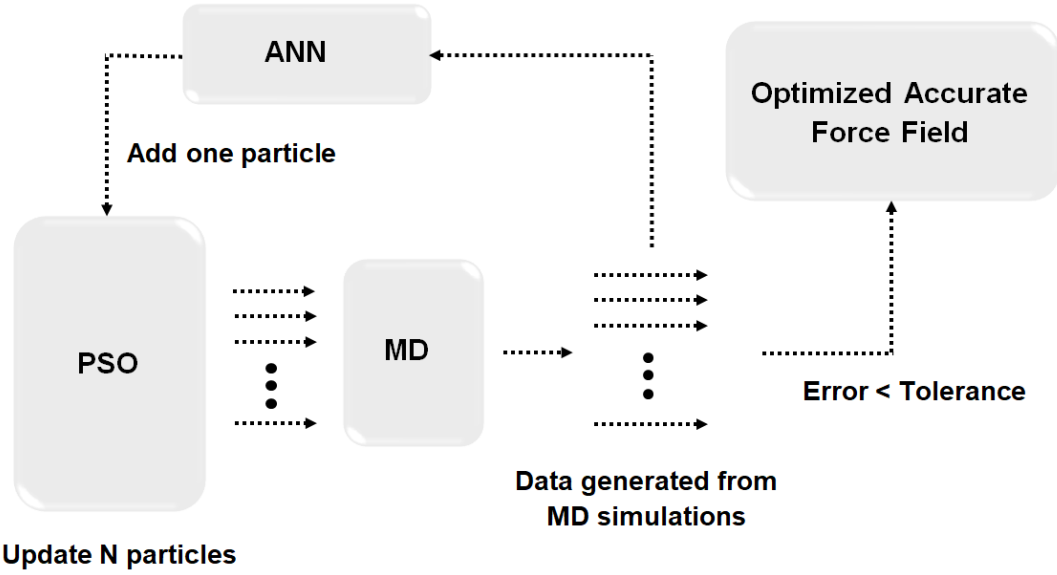 ANN
Optimized Accurate
Force Field
Add one particle
PSO
MD
Error < Tolerance
Data generated from
MD simulations
Update N particles